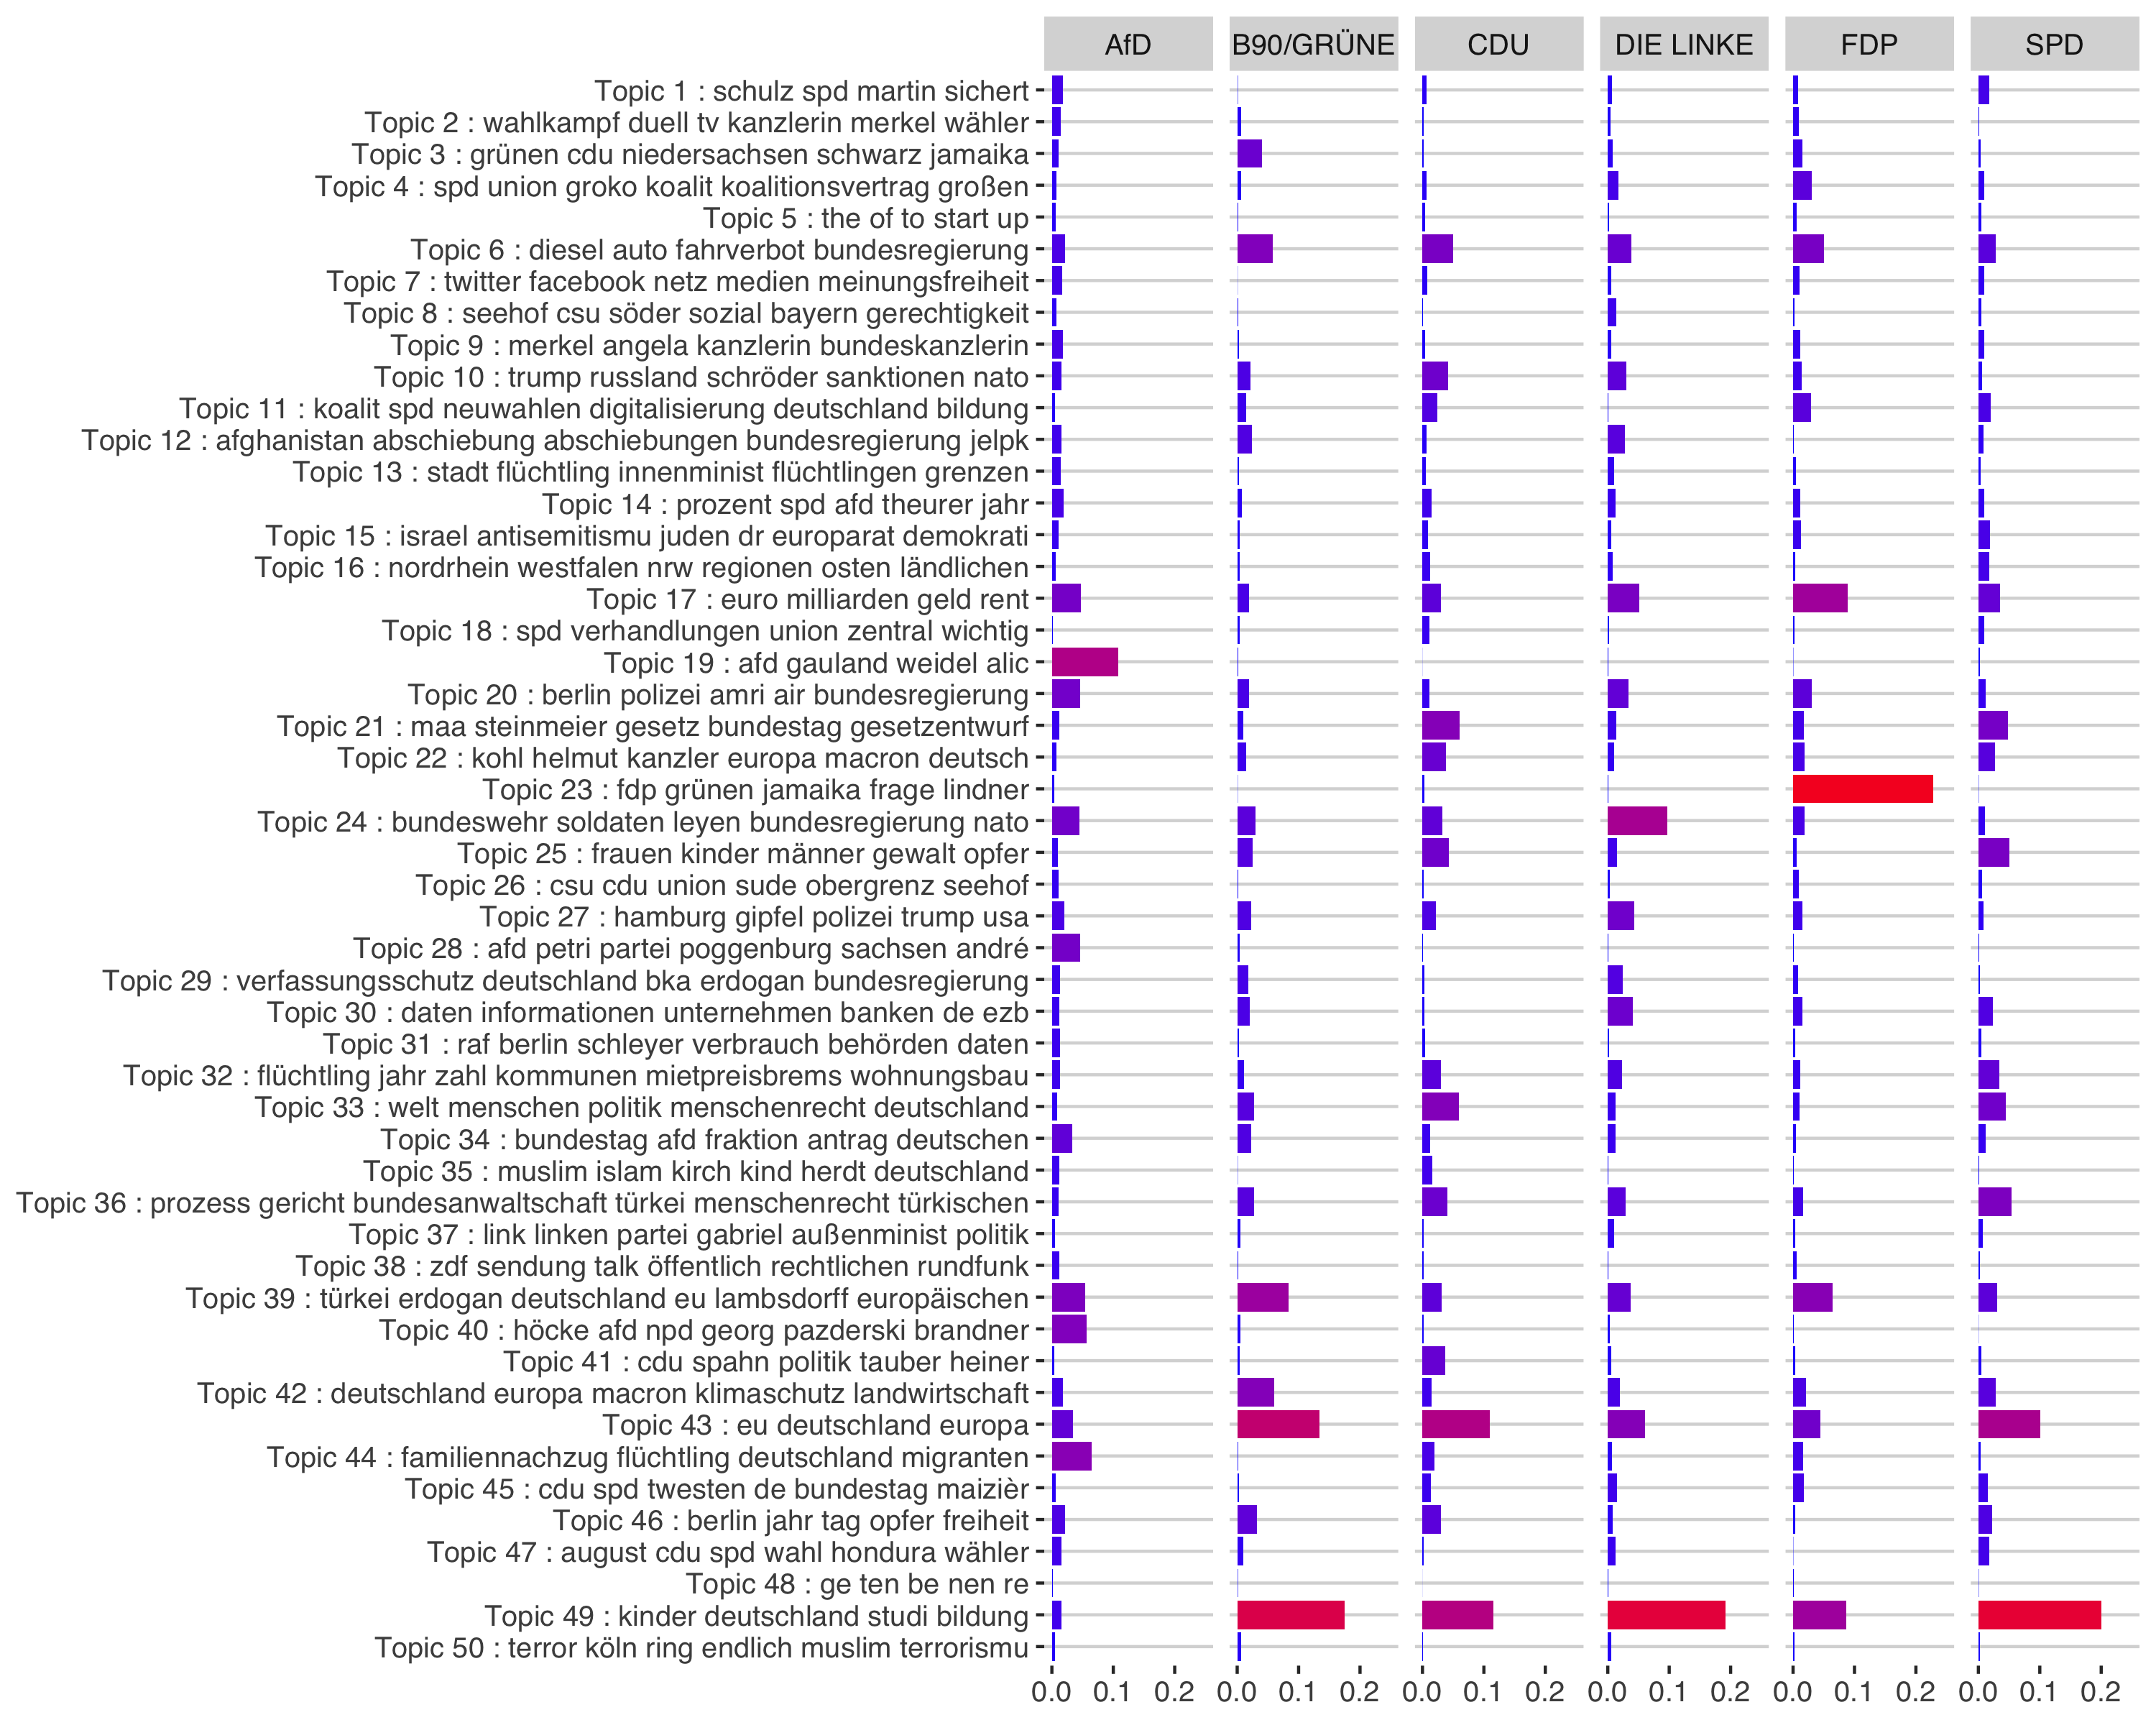 AfD B90/GRÜNE CDU DIE LINKE FDP SPD
Topic 1 : schulz spd martin sichert
Topic 2 : wahlkampf duell tv kanzlerin merkel wähler
Topic 3 : grünen cdu niedersachsen schwarz jamaika
Topic 4 : spd union groko koalit koalitionsvertrag großen
Topic 5 : the of to start up
Topic 6 : diesel auto fahrverbot bundesregierung
Topic 7 : twitter facebook netz medien meinungsfreiheit
Topic 8 : seehof csu söder sozial bayern gerechtigkeit
Topic 9 : merkel angela kanzlerin bundeskanzlerin
Topic 10 : trump russland schröder sanktionen nato
Topic 11 : koalit spd neuwahlen digitalisierung deutschland bildung
Topic 12 : afghanistan abschiebung abschiebungen bundesregierung jelpk
Topic 13 : stadt flüchtling innenminist flüchtlingen grenzen
Topic 14 : prozent spd afd theurer jahr
Topic 15 : israel antisemitismu juden dr europarat demokrati
Topic 16 : nordrhein westfalen nrw regionen osten ländlichen
Topic 17 : euro milliarden geld rent
Topic 18 : spd verhandlungen union zentral wichtig
Topic 19 : afd gauland weidel alic
Topic 20 : berlin polizei amri air bundesregierung
Topic 21 : maa steinmeier gesetz bundestag gesetzentwurf
Topic 22 : kohl helmut kanzler europa macron deutsch
Topic 23 : fdp grünen jamaika frage lindner
Topic 24 : bundeswehr soldaten leyen bundesregierung nato
Topic 25 : frauen kinder männer gewalt opfer
Topic 26 : csu cdu union sude obergrenz seehof
Topic 27 : hamburg gipfel polizei trump usa
Topic 28 : afd petri partei poggenburg sachsen andré
Topic 29 : verfassungsschutz deutschland bka erdogan bundesregierung
Topic 30 : daten informationen unternehmen banken de ezb
Topic 31 : raf berlin schleyer verbrauch behörden daten
Topic 32 : flüchtling jahr zahl kommunen mietpreisbrems wohnungsbau
Topic 33 : welt menschen politik menschenrecht deutschland
Topic 34 : bundestag afd fraktion antrag deutschen
Topic 35 : muslim islam kirch kind herdt deutschland
Topic 36 : prozess gericht bundesanwaltschaft türkei menschenrecht türkischen
Topic 37 : link linken partei gabriel außenminist politik
Topic 38 : zdf sendung talk öffentlich rechtlichen rundfunk
Topic 39 : türkei erdogan deutschland eu lambsdorff europäischen
Topic 40 : höcke afd npd georg pazderski brandner
Topic 41 : cdu spahn politik tauber heiner
Topic 42 : deutschland europa macron klimaschutz landwirtschaft
Topic 43 : eu deutschland europa
Topic 44 : familiennachzug flüchtling deutschland migranten
Topic 45 : cdu spd twesten de bundestag maizièr
Topic 46 : berlin jahr tag opfer freiheit
Topic 47 : august cdu spd wahl hondura wähler
Topic 48 : ge ten be nen re
Topic 49 : kinder deutschland studi bildung
Topic 50 : terror köln ring endlich muslim terrorismu
0.0 0.1 0.2 0.0 0.1 0.2 0.0 0.1 0.2 0.0 0.1 0.2 0.0 0.1 0.2 0.0 0.1 0.2